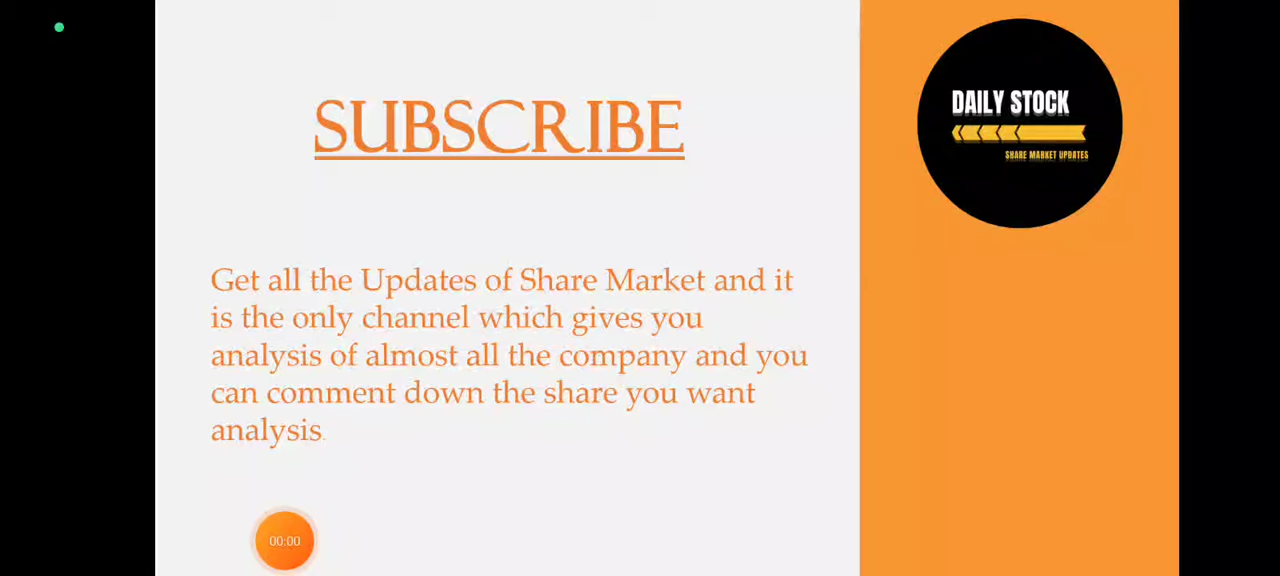 SUBSCRIBE
DAILY STOCK
SHARE MARKET UPDATES
Get all the Updates of Share Market and it
is the only channel which gives you
analysis of almost all the company and you
can comment down the share you want
analysis.
00:00